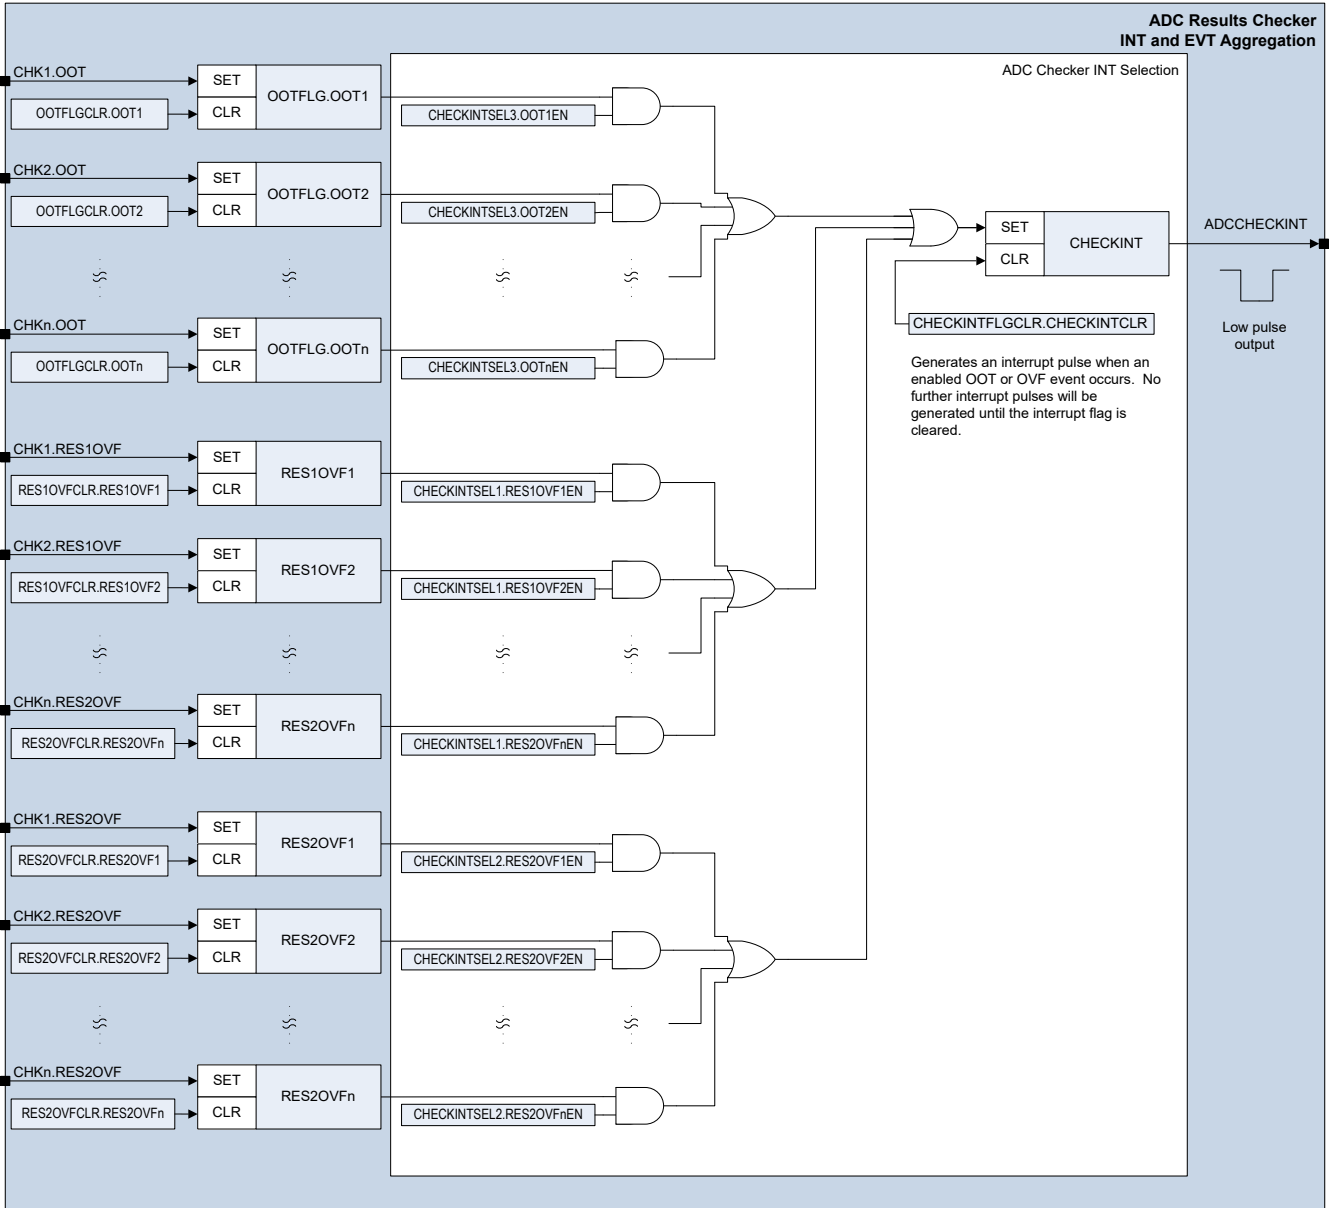 ADC Results Checker
INT and EVT Aggregation
ADC Checker INT Selection
CHK1.OOT
SET
CLR
OOTFLG.OOT1
OOTFLGCLR.OOT1
CHECKINTSEL3.OOT1EN
CHK2.OOT
SET
CLR
OOTFLG.OOT2
OOTFLGCLR.OOT2
CHECKINTSEL3.OOT2EN
CHKn.OOT
SET
CLR
OOTFLG.OOTn
OOTFLGCLR.OOTn
CHECKINTSEL3.OOTnEN
SET
CLR
CHECKINT
ADCCHECKINT
CHECKINTFLGCLR.CHECKINTCLR
Low pulse
output
Generates an interrupt pulse when an
enabled OOT or OVF event occurs. No
further interrupt pulses will be
generated until the interrupt flag is
cleared.
CHK1.RES1OVF
SET
CLR
RES1OVF1
RES1OVFCLR.RES1OVF1
CHECKINTSEL1.RES1OVF1EN
CHK2.RES1OVF
SET
CLR
RES1OVF2
RES1OVFCLR.RES1OVF2
CHECKINTSEL1.RES1OVF2EN
CHKn.RES2OVF
SET
CLR
RES2OVFn
RES2OVFCLR.RES2OVFn
CHECKINTSEL1.RES2OVFnEN
CHK1.RES2OVF
SET
CLR
RES2OVF1
RES2OVFCLR.RES2OVF1
CHECKINTSEL2.RES2OVF1EN
CHK2.RES2OVF
SET
CLR
RES2OVF2
RES2OVFCLR.RES2OVF2
CHECKINTSEL2.RES2OVF2EN
CHKn.RES2OVF
SET
CLR
RES2OVFn
RES2OVFCLR.RES2OVFn
CHECKINTSEL2.RES2OVFnEN